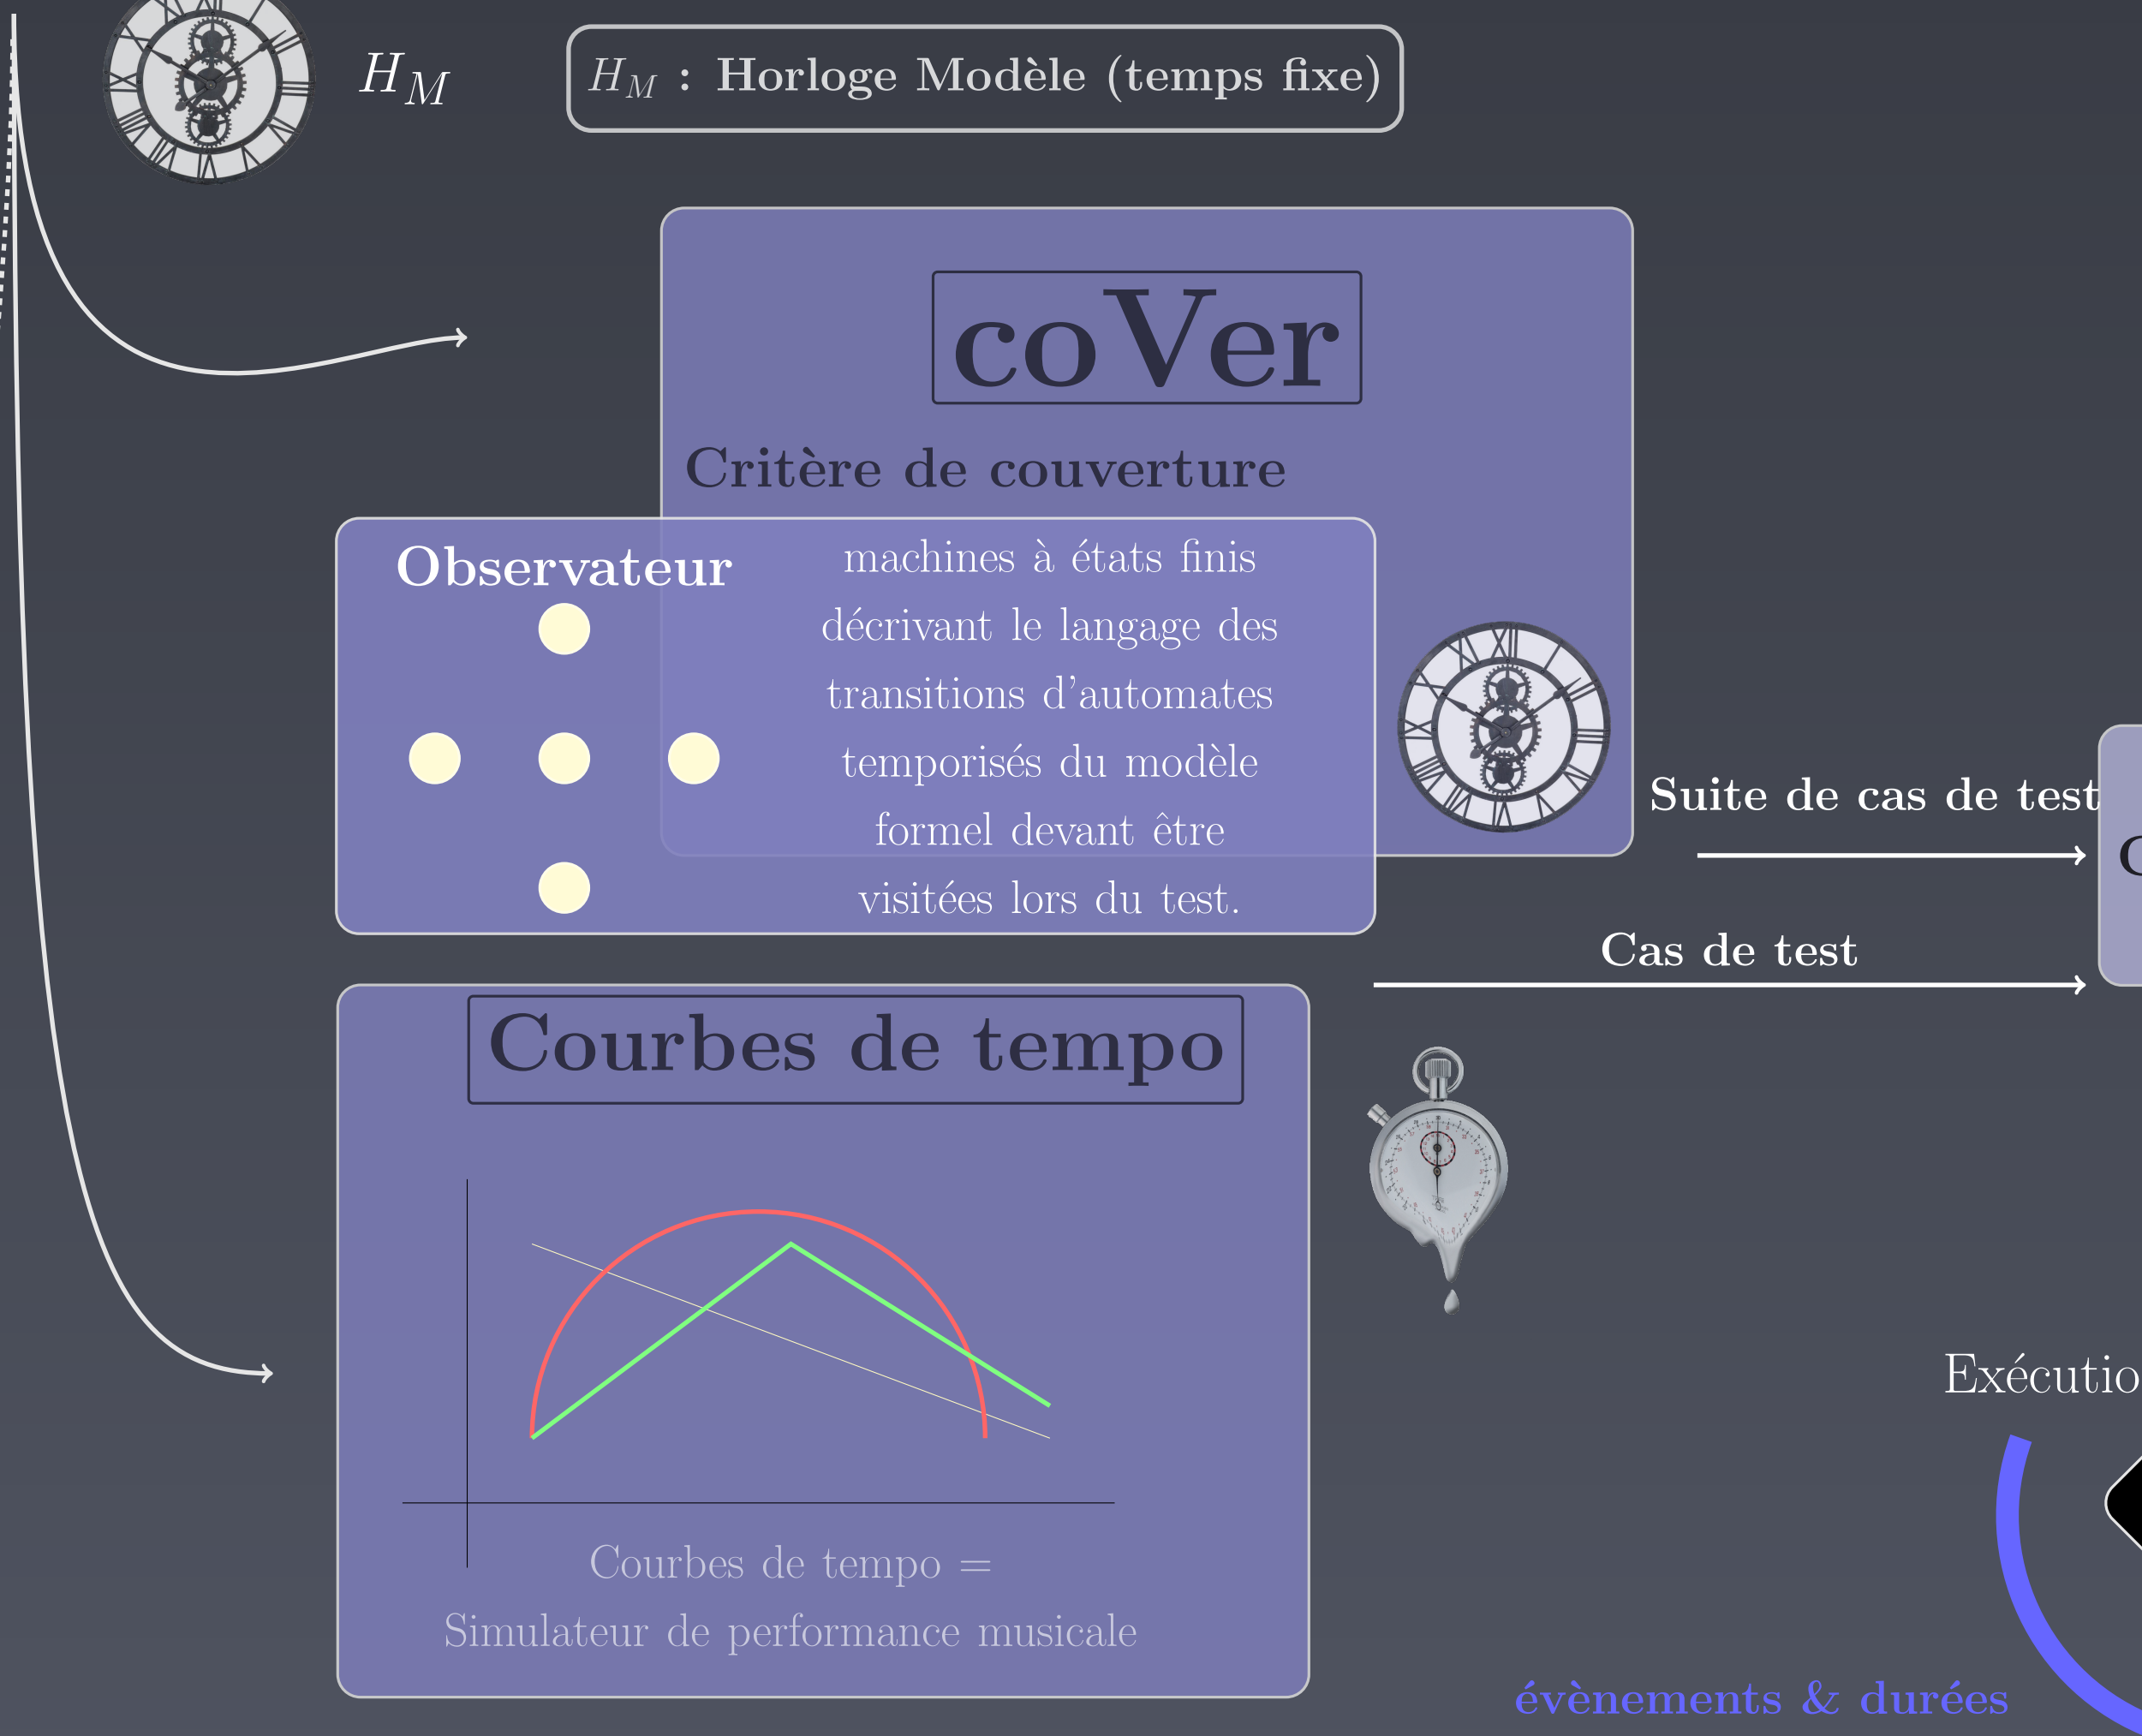 H_M
H_M : Horloge Modèle (temps fixe)
coVer
Critère de couverture
Observateur
machines à états finis
décrivant le langage des
transitions d'automates
temporisés du modèle
formel devant être
visitées lors du test.
Suite de cas de test
Cas de test
Courbes de tempo
Courbes de tempo =
Simulateur de performance musicale
évènements & durées